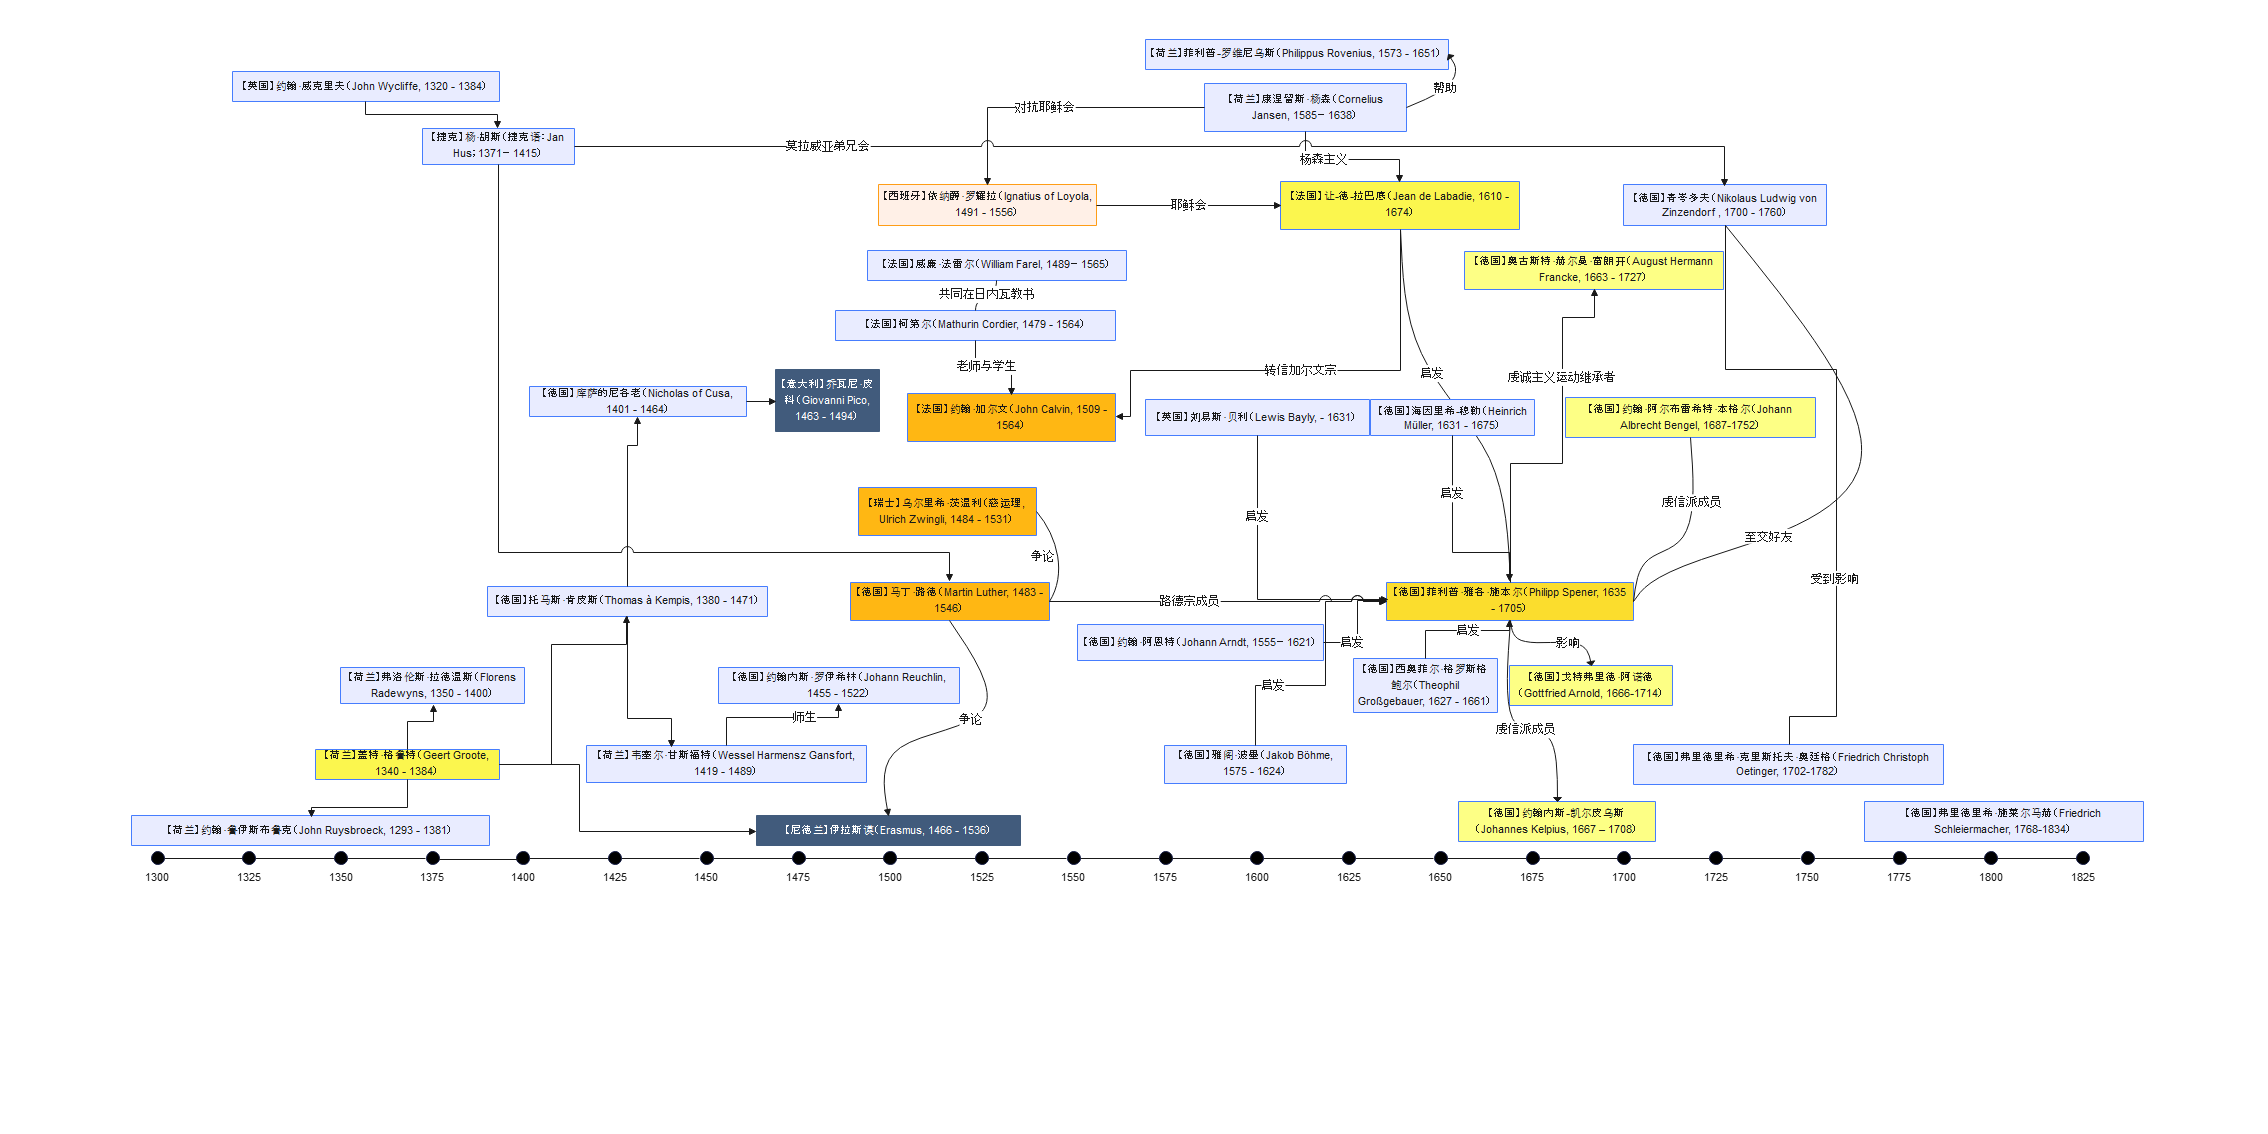 【荷兰】菲利普-罗维尼乌斯(Philippus Rovenius, 1573 - 1651)
【英国】约翰·威克里夫(John Wycliffe, 1320 - 1384)
帮助
【荷兰】康涅留斯·杨森(Cornelius
Jansen, 1585– 1638)
对抗耶稣会
【捷克】杨·胡斯(捷克语: Jan
Hus; 1371– 1415)
莫拉威亚弟兄会
杨森主义
【西班牙】依纳爵·罗耀拉(Ignatius of Loyola,
1491 - 1556)
耶稣会
【法国】让-德-拉巴底(Jean de Labadie, 1610 -
1674)
【德国】青岑多夫(Nikolaus Ludwig von
Zinzendorf , 1700 - 1760)
【法国】威廉·法雷尔(William Farel, 1489– 1565)
【德国】奥古斯特·赫尔曼·富朗开(August Hermann
Francke, 1663 - 1727)
共同在日内瓦教书
【法国】柯第尔(Mathurin Cordier, 1479 - 1564)
老师与学生
转信加尔文宗
启发
虔诚主义运动继承者
【德国】库萨的尼各老(Nicholas of Cusa,
1401 - 1464)
【意大利】乔瓦尼·皮
科(Giovanni Pico,
1463 - 1494)
【法国】约翰·加尔文(John Calvin, 1509 -
1564)
【英国】刘易斯·贝利(Lewis Bayly, - 1631)
【德国】海因里希-穆勒(Heinrich
Müller, 1631 - 1675)
【德国】约翰·阿尔布雷希特·本格尔(Johann
Albrecht Bengel, 1687-1752)
启发
虔信派成员
【瑞士】乌尔里希·茨温利(慈运理,
Ulrich Zwingli, 1484 - 1531)
启发
至交好友
争论
受到影响
【德国】托马斯·肯皮斯(Thomas à Kempis, 1380 - 1471)
【德国】马丁·路德(Martin Luther, 1483 -
1546)
路德宗成员
【德国】菲利普·雅各·施本尔(Philipp Spener, 1635
- 1705)
启发
【德国】约翰·阿恩特(Johann Arndt, 1555– 1621)
启发
影响
【荷兰】弗洛伦斯·拉德温斯(Florens
Radewyns, 1350 - 1400)
【德国】约翰内斯·罗伊希林(Johann Reuchlin,
1455 - 1522)
启发
【德国】西奥菲尔·格罗斯格
鲍尔(Theophil
Großgebauer, 1627 - 1661)
【德国】戈特弗里德·阿诺德
(Gottfried Arnold, 1666-1714)
师生
争论
虔信派成员
【荷兰】盖特·格鲁特(Geert Groote,
1340 - 1384)
【荷兰】韦塞尔·甘斯福特(Wessel Harmensz Gansfort,
1419 - 1489)
【德国】雅阁·波墨(Jakob Böhme,
1575 - 1624)
【德国】弗里德里希·克里斯托夫·奥廷格(Friedrich Christoph
Oetinger, 1702-1782)
【荷兰】约翰·鲁伊斯布鲁克(John Ruysbroeck, 1293 - 1381)
【尼德兰】伊拉斯谟(Erasmus, 1466 - 1536)
【德国】约翰内斯-凯尔皮乌斯
(Johannes Kelpius, 1667 – 1708)
【德国】弗里德里希·施莱尔马赫(Friedrich
Schleiermacher, 1768-1834)
1300 1325 1350 1375 1400 1425 1450 1475 1500 1525 1550 1575 1600 1625 1650 1675 1700 1725 1750 1775 1800 1825